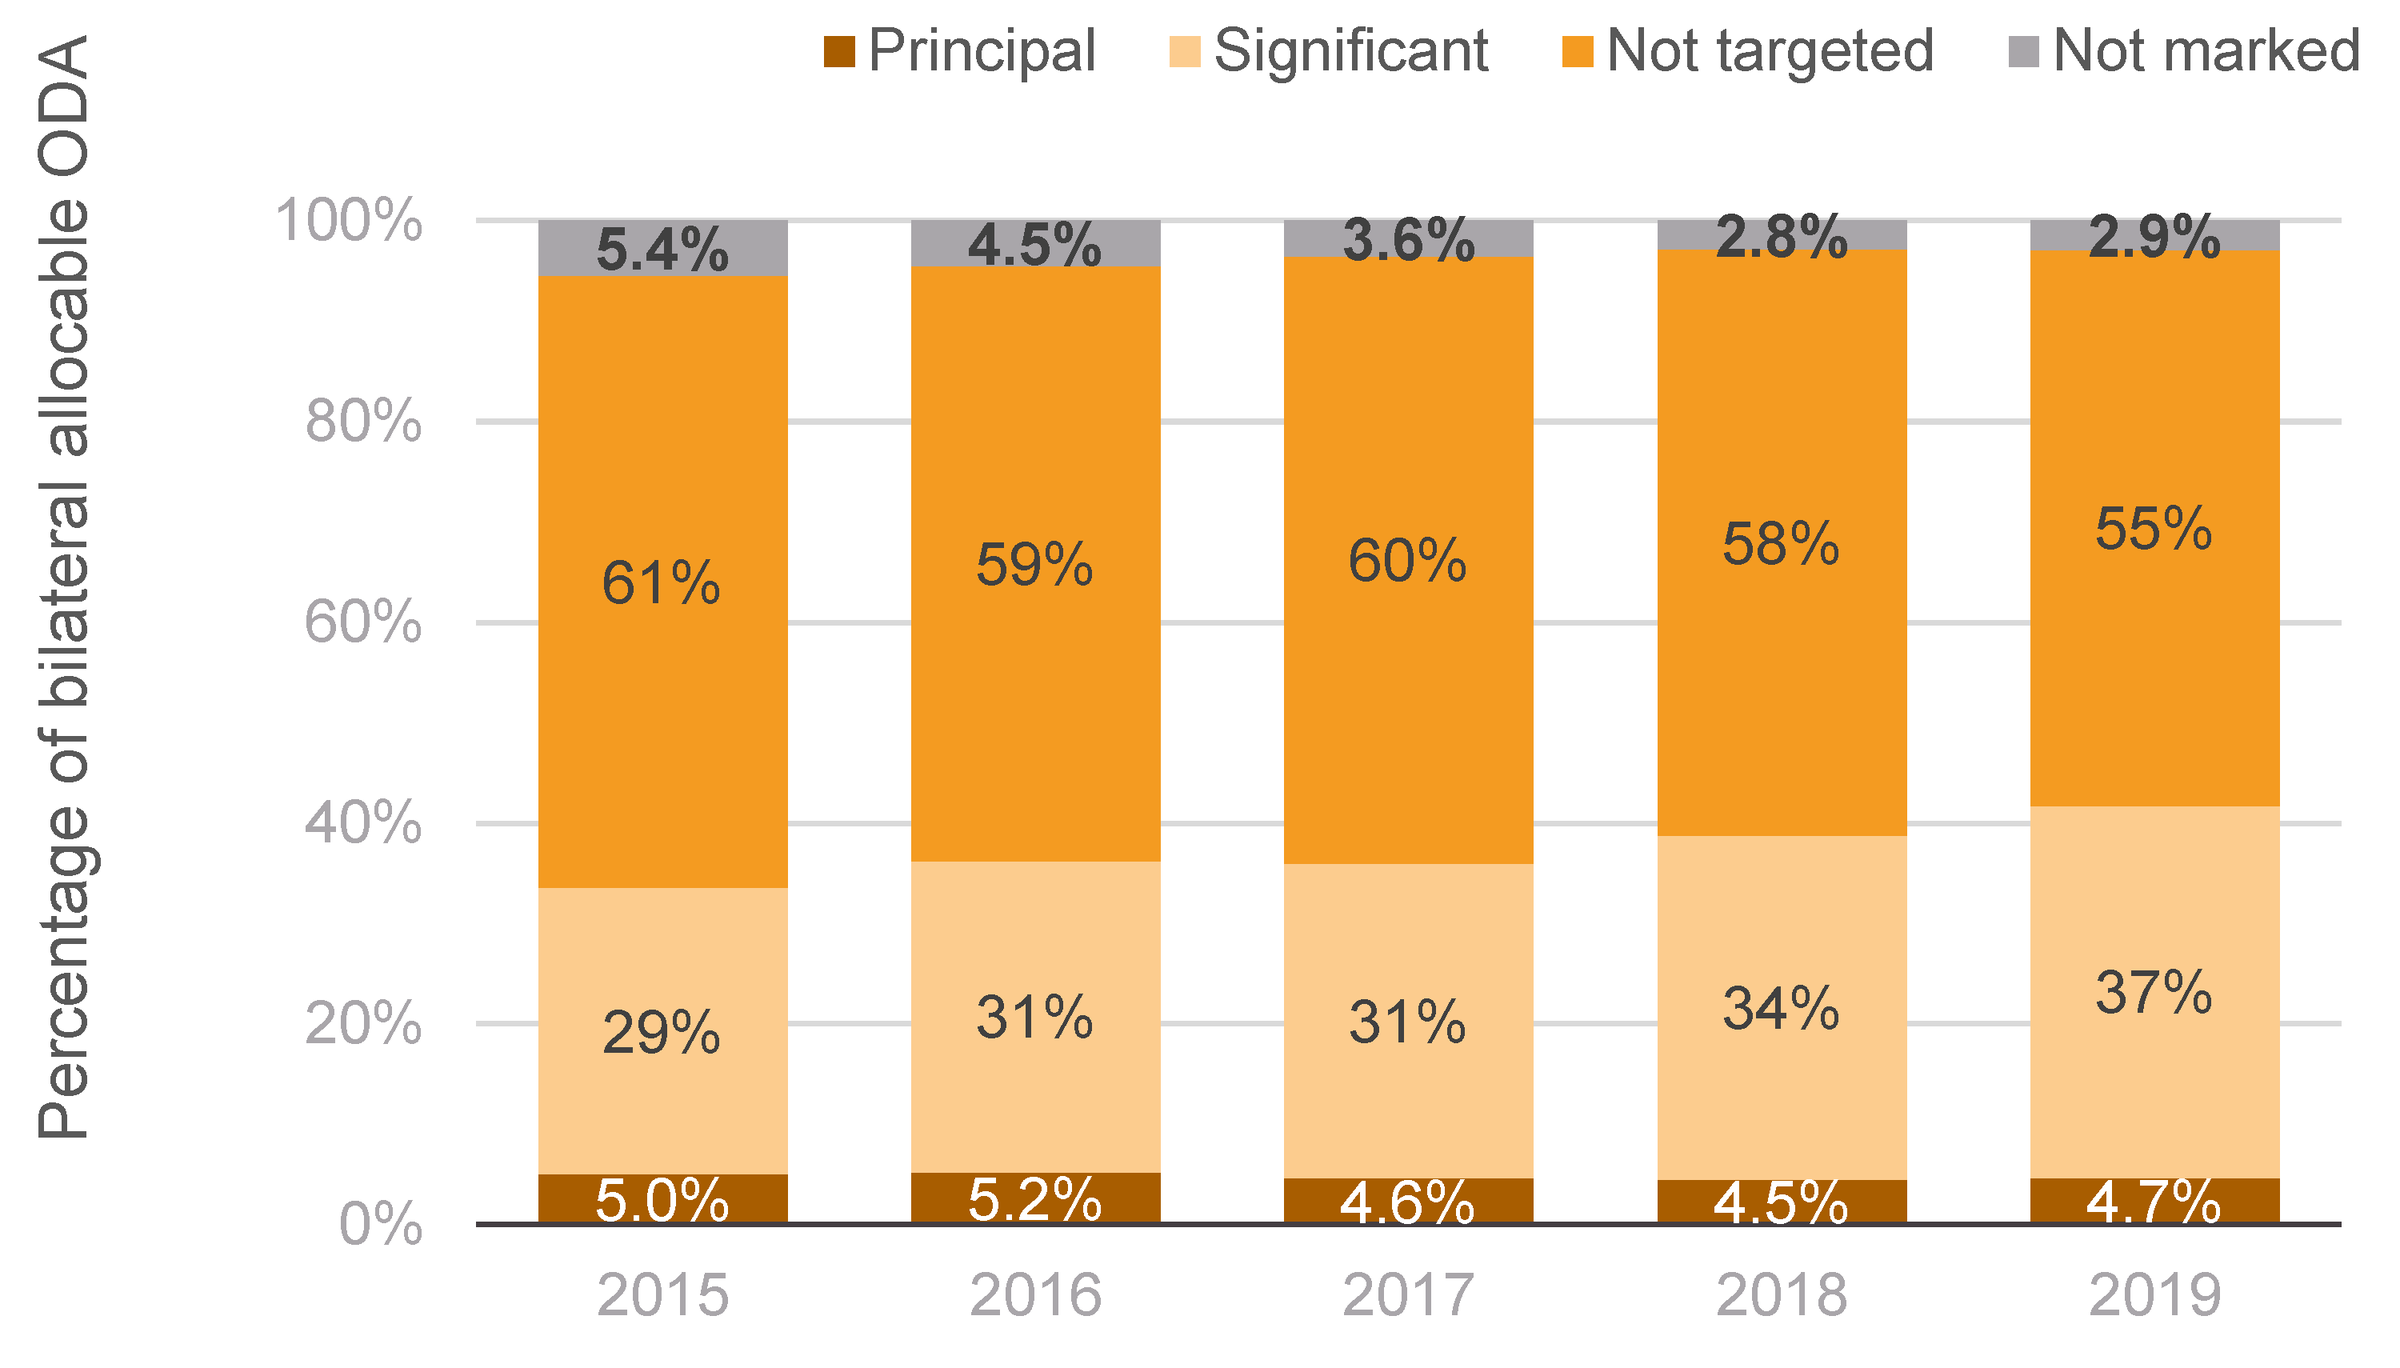 Principal Significant Not targeted Not marked
Percentage of bilateral allocable ODA
100%
80%
60%
40%
20%
0%
5.4% 4.5% 3.6% 2.8% 2.9%
61% 59% 60% 58% 55%
29% 31% 31% 34% 37%
5.0% 5.2% 4.6% 4.5% 4.7%
2015 2016 2017 2018 2019